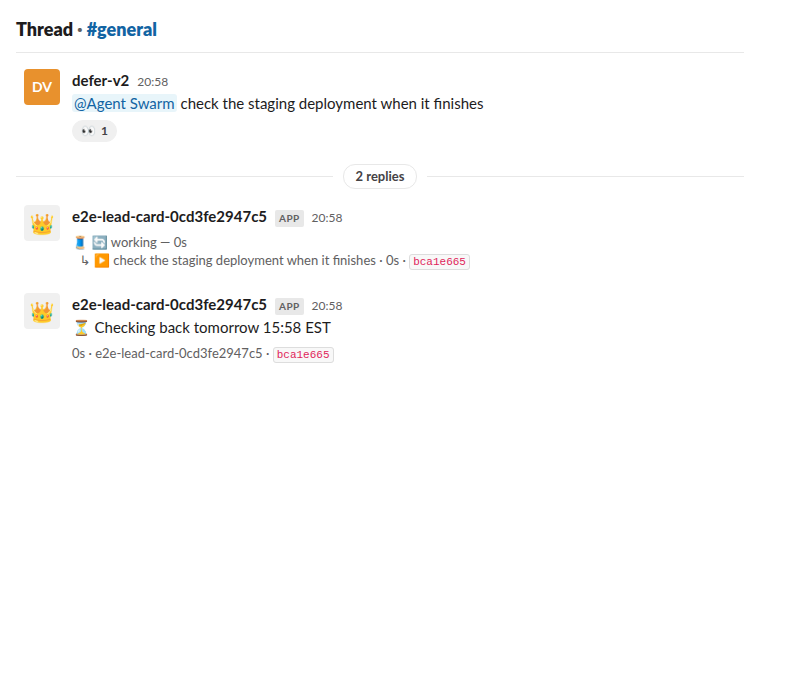 Thread • #general
DV
defer-v2 20:58
@Agent Swarm check the staging deployment when it finishes
👀 1
2 replies
e2e-lead-card-0cd3fe2947c5 APP 20:58
🧵 🔄 working — 0s
↳ ▶️ check the staging deployment when it finishes · 0s · bca1e665
e2e-lead-card-0cd3fe2947c5 APP 20:58
⏳ Checking back tomorrow 15:58 EST
0s · e2e-lead-card-0cd3fe2947c5 · bca1e665